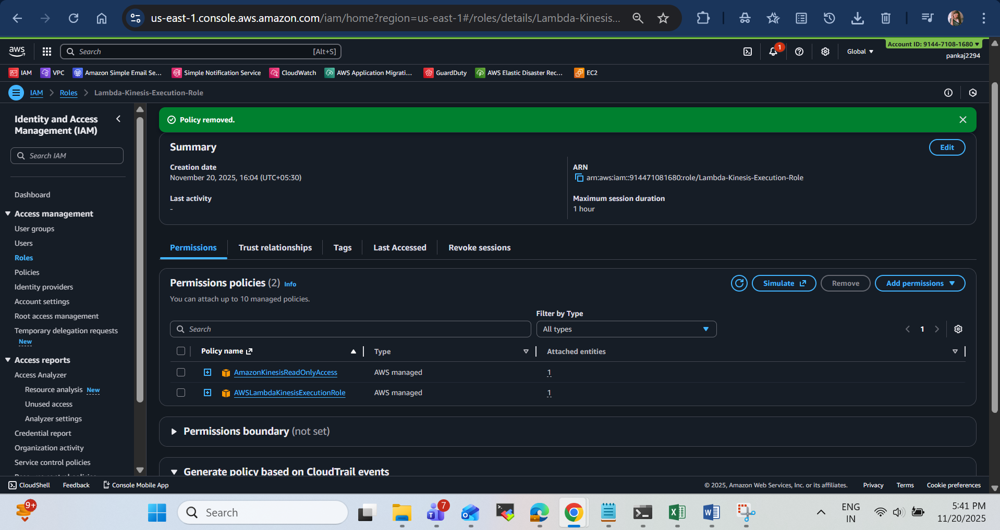 us-east-1.console.aws.amazon.com/iam/home?region=us-east-1#/roles/details/Lambda-Kinesis...
aws
Search [Alt+S]
1
Global
Account ID: 9144-7108-1680
pankaj2294
IAM
VPC
Amazon Simple Email Se...
Simple Notification Service
CloudWatch
AWS Application Migrati...
GuardDuty
AWS Elastic Disaster Rec...
EC2
IAM > Roles > Lambda-Kinesis-Execution-Role
Identity and Access
Management (IAM)
Search IAM
Dashboard
Access management
User groups
Users
Roles
Policies
Identity providers
Account settings
Root access management
Temporary delegation requests
New
Access reports
Access Analyzer
Resource analysis New
Unused access
Analyzer settings
Credential report
Organization activity
Service control policies
Policy removed.
Summary
Edit
Creation date
November 20, 2025, 16:04 (UTC+05:30)
ARN
arn:aws:iam::914471081680:role/Lambda-Kinesis-Execution-Role
Last activity
-
Maximum session duration
1 hour
Permissions
Trust relationships
Tags
Last Accessed
Revoke sessions
Permissions policies (2) Info
You can attach up to 10 managed policies.
Simulate
Remove
Add permissions
Filter by Type
Search
All types
1
Policy name
Type
Attached entities
AmazonKinesisReadOnlyAccess AWS managed 1
AWSLambdaKinesisExecutionRole AWS managed 1
Permissions boundary (not set)
Generate policy based on CloudTrail events
CloudShell
Feedback
Console Mobile App
© 2025, Amazon Web Services, Inc. or its affiliates.
Privacy
Terms
Cookie preferences
9+
Search
7
ENG
IN
5:41 PM
11/20/2025